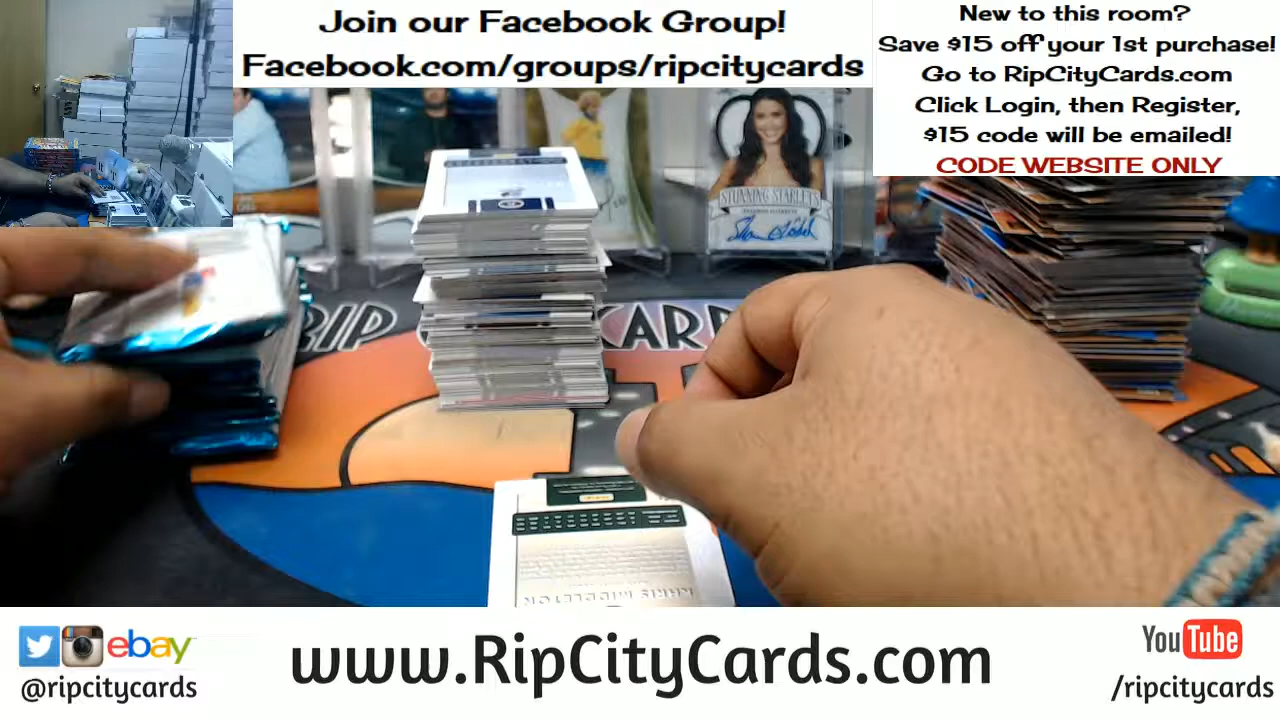 Join our Facebook Group!
Facebook.com/groups/ripcitycards
New to this room?
Save $15 off your 1st purchase!
Go to RipCityCards.com
Click Login, then Register,
$15 code will be emailed!
CODE WEBSITE ONLY
STUNNING STARLETS
RIP
CARD
KHRIS MIDDLETON
ebay
@ripcitycards
www.RipCityCards.com
YouTube
/ripcitycards